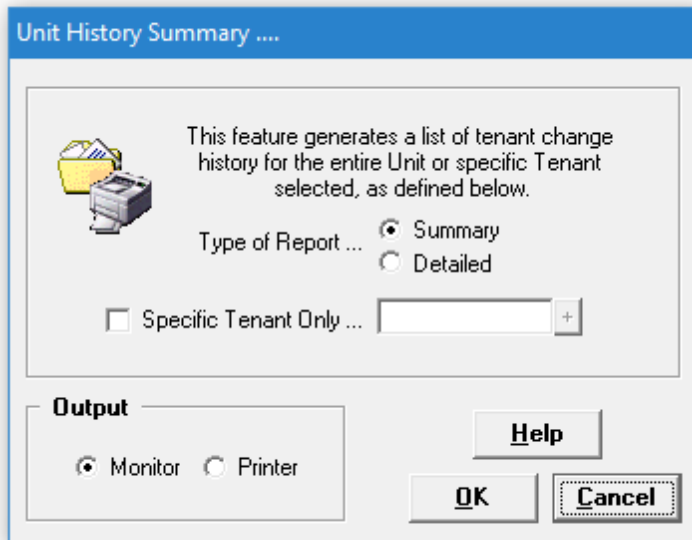 Unit History Summary ....
This feature generates a list of tenant change
history for the entire Unit or specific Tenant
selected, as defined below.
Type of Report ...
Summary
Detailed
Specific Tenant Only ...
+
Output
Monitor
Printer
Help
OK
Cancel